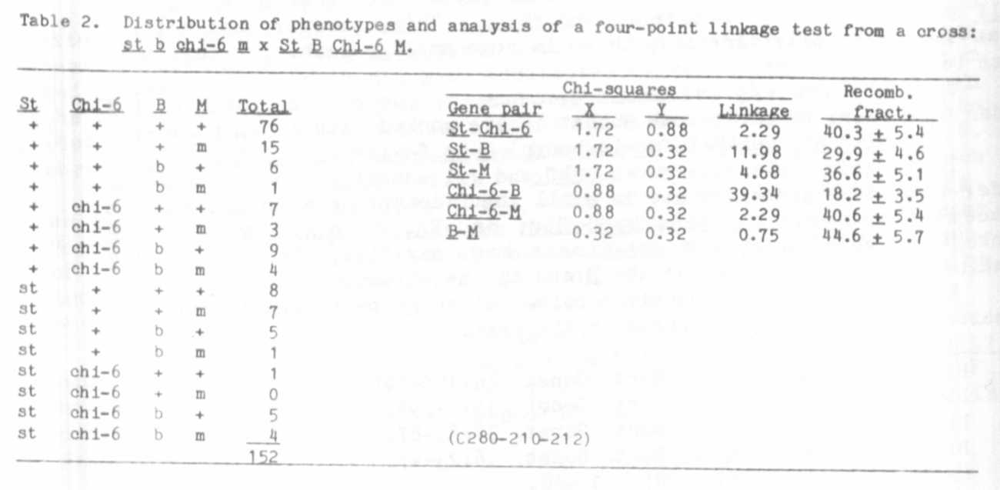 Table 2. Distribution of phenotypes and analysis of a four-point linkage test from a cross:
st b chi-6 m x St B Chi-6 M.
Chi-squares Recomb.
St Chi-6 B M Total Gene pair X Y Linkage fract.
+ + + + 76 St-Chi-6 1.72 0.88 2.29 40.3 ± 5.4
+ + + m 15 St-B 1.72 0.32 11.98 29.9 ± 4.6
+ + b + 6 St-M 1.72 0.32 4.68 36.6 ± 5.1
+ + b m 1 Chi-6-B 0.88 0.32 39.34 18.2 ± 3.5
+ chi-6 + + 7 Chi-6-M 0.88 0.32 2.29 40.6 ± 5.4
+ chi-6 + m 3 B-M 0.32 0.32 0.75 44.6 ± 5.7
+ chi-6 b + 9
+ chi-6 b m 4
st + + + 8
st + + m 7
st + b + 5
st + b m 1
st chi-6 + + 1
st chi-6 + m 0
st chi-6 b + 5
st chi-6 b m 4 (C280-210-212)
152